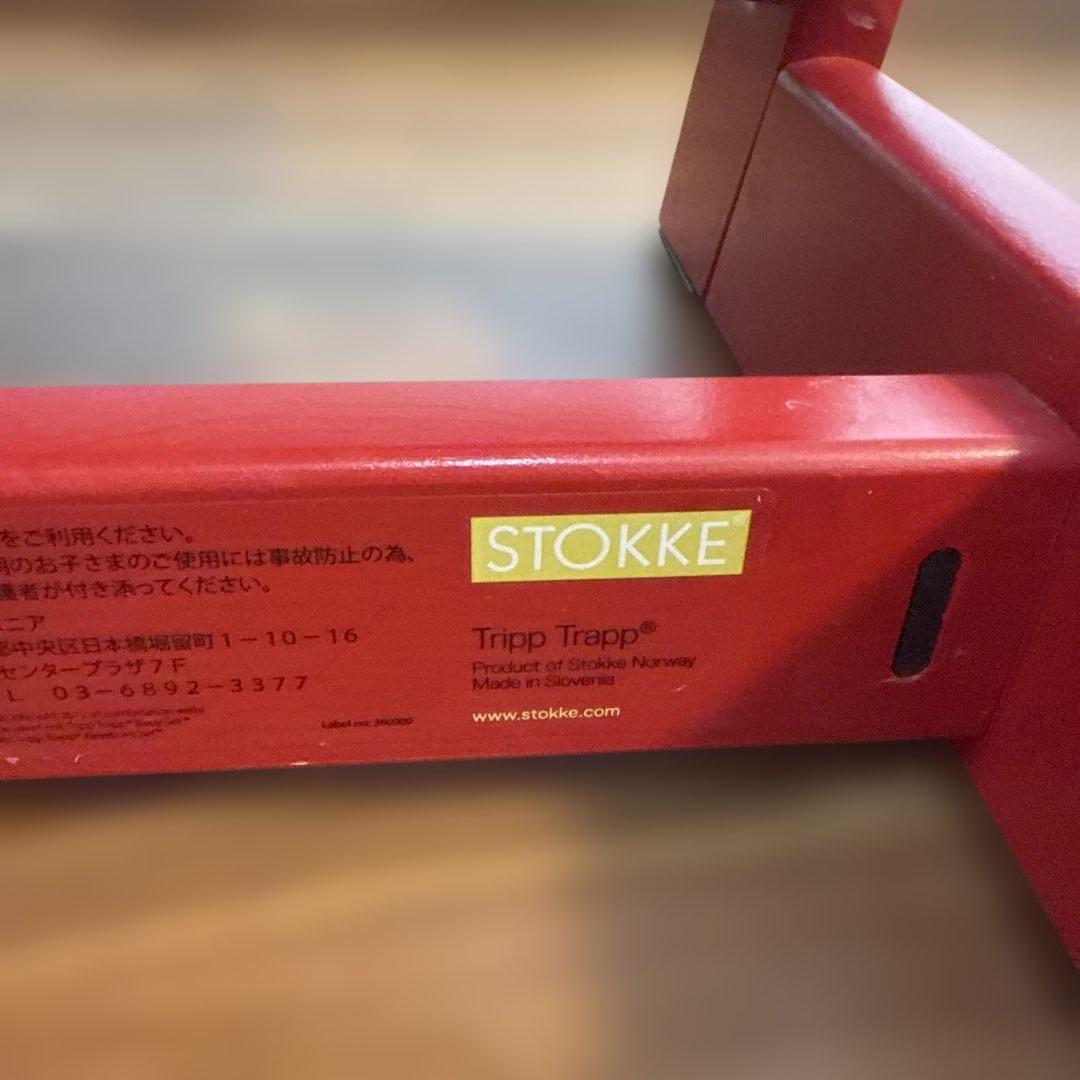 をご利用ください。
のお子さまのご使用には事故防止の為、
護者が付き添ってください。
ニア
中央区日本橋堀留町1-10-16
センタープラザ7F
L 03-6892-3377
Label no: 360000
STOKKE®
Tripp Trapp®
Product of Stokke Norway
Made in Slovenia
www.stokke.com